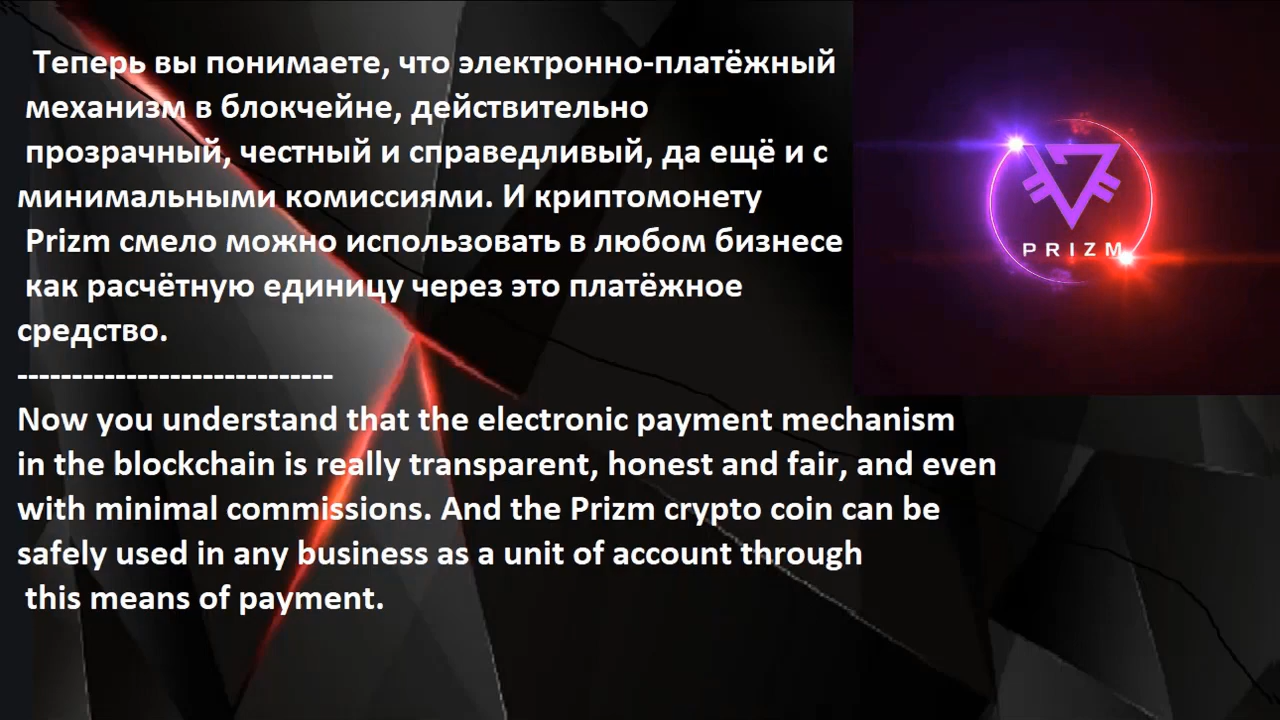 Теперь вы понимаете, что электронно-платёжный
механизм в блокчейне, действительно
прозрачный, честный и справедливый, да ещё и с
минимальными комиссиями. И криптомонету
Prizm смело можно использовать в любом бизнесе
как расчётную единицу через это платёжное
средство.
-----------------------------
Now you understand that the electronic payment mechanism
in the blockchain is really transparent, honest and fair, and even
with minimal commissions. And the Prizm crypto coin can be
safely used in any business as a unit of account through
this means of payment.
PRIZM